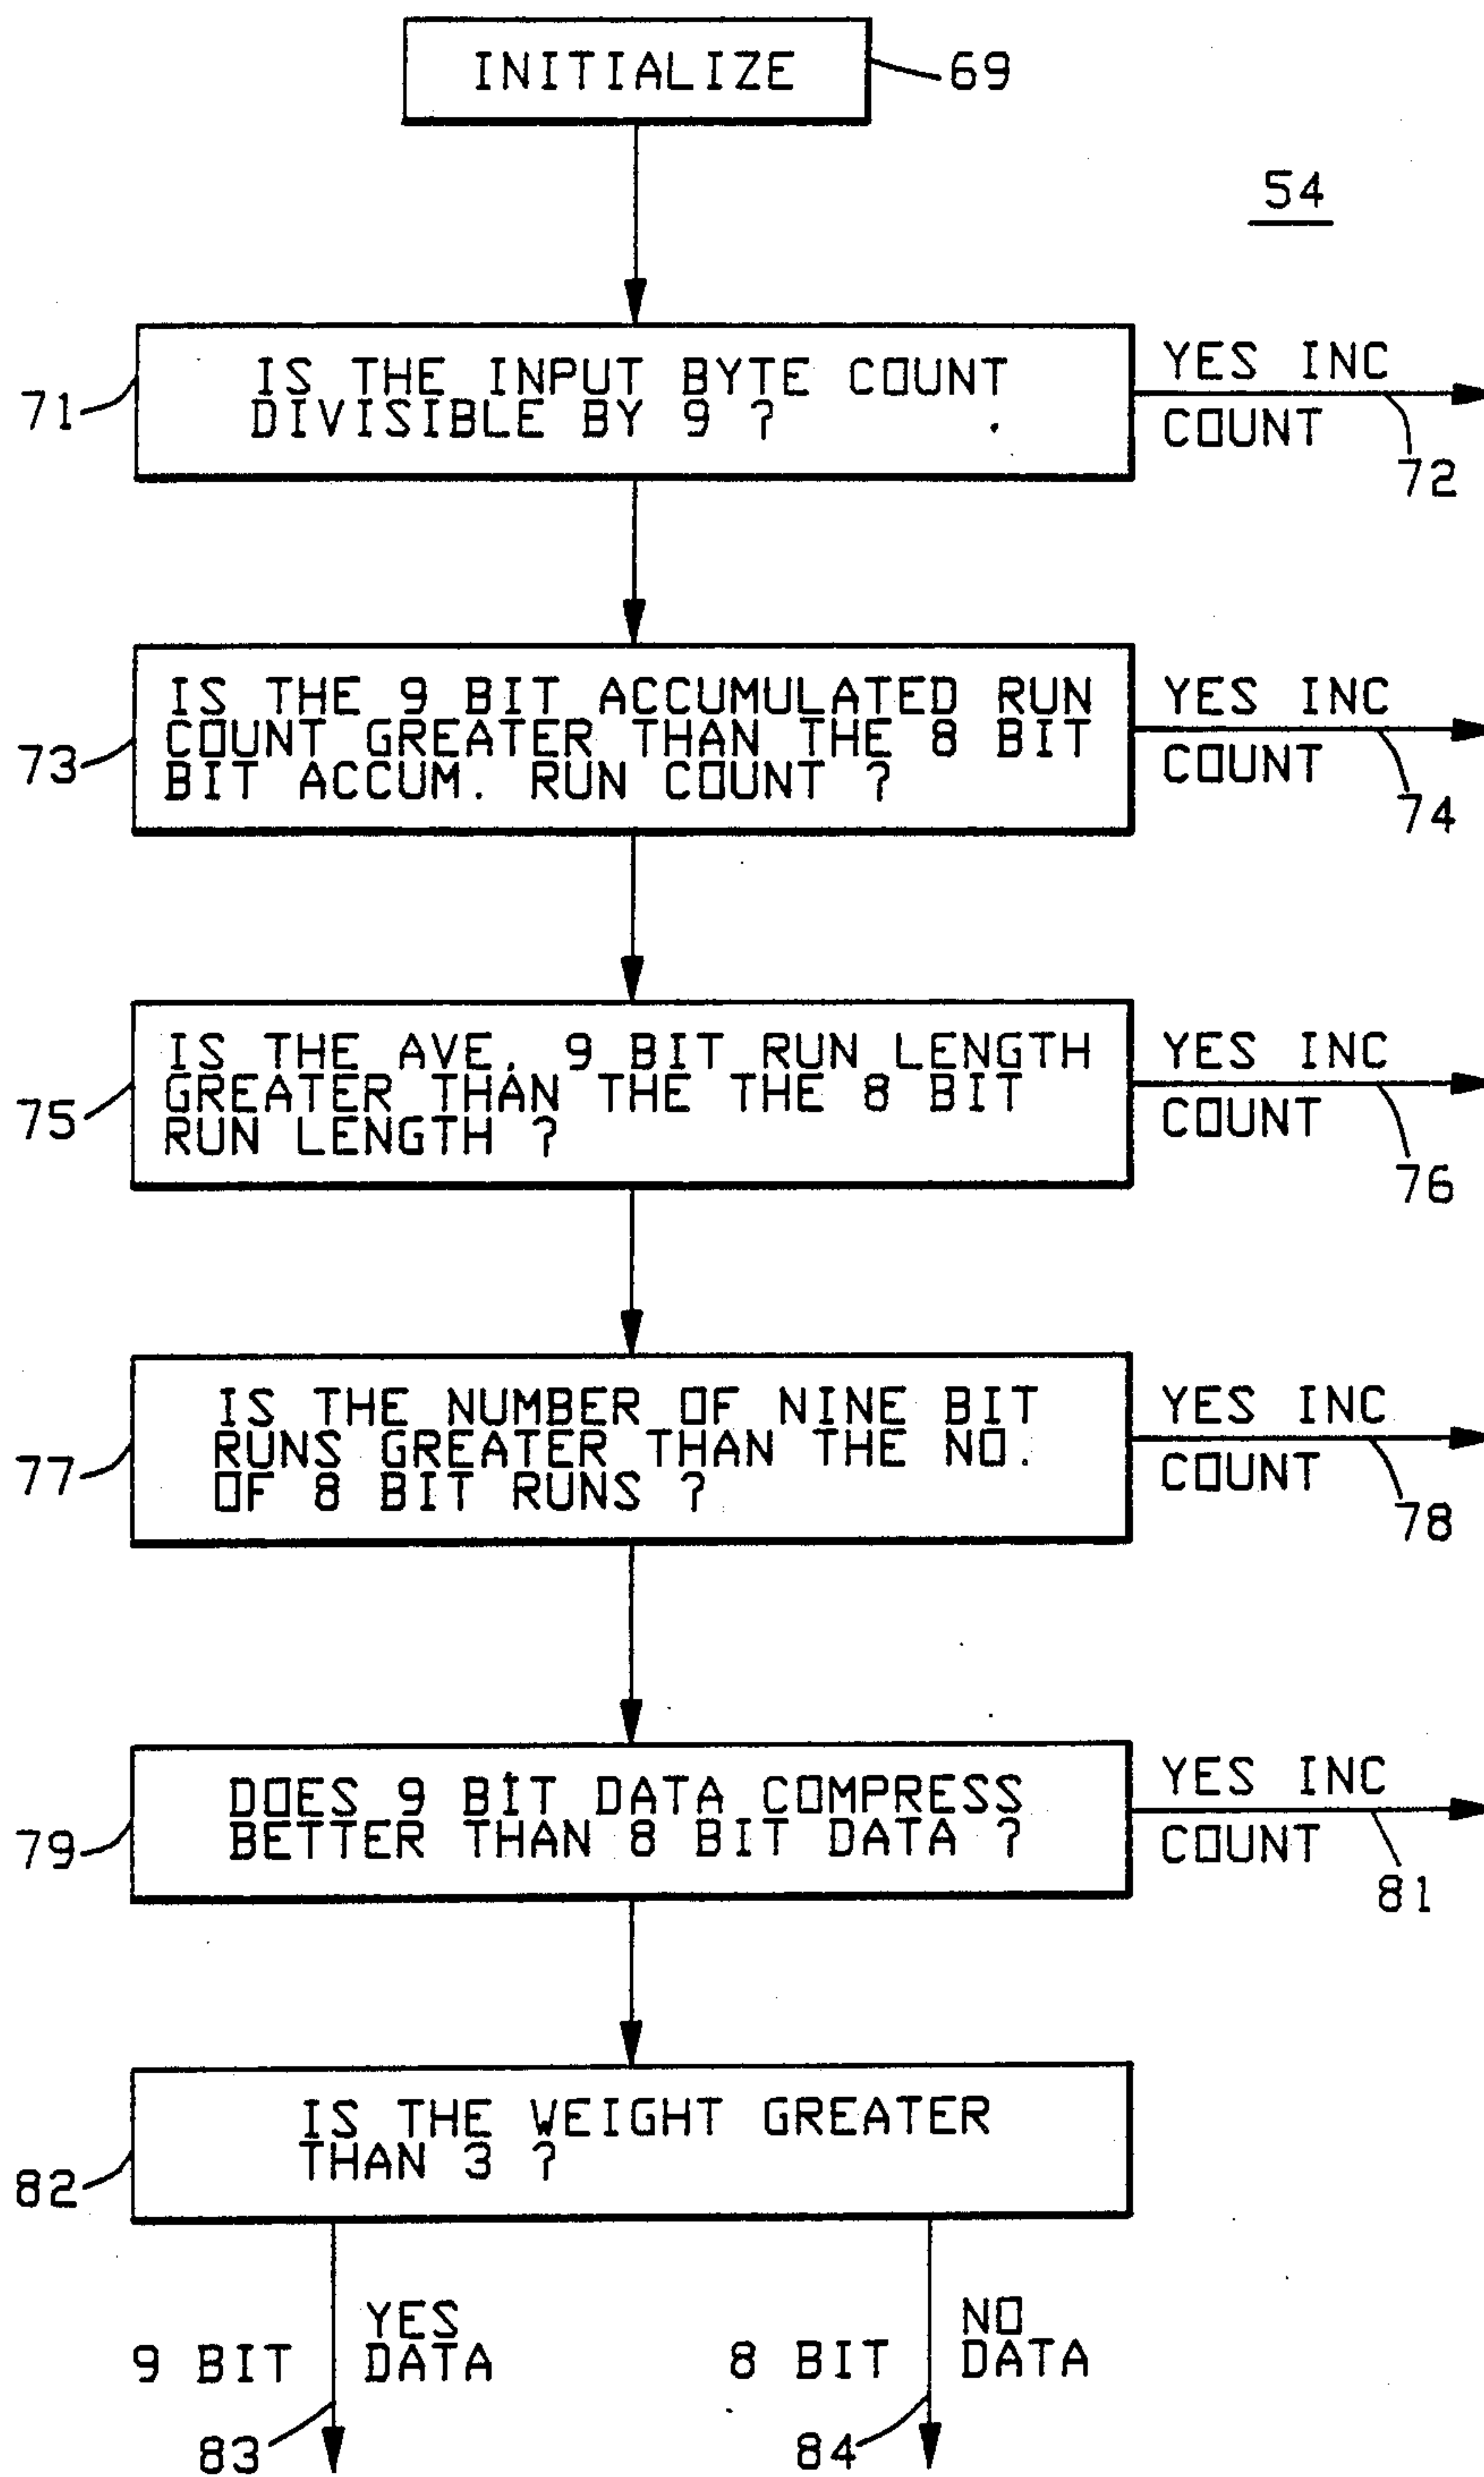 INITIALIZE
69
54
IS THE INPUT BYTE COUNT
DIVISIBLE BY 9 ?
71
YES INC
COUNT
72
IS THE 9 BIT ACCUMULATED RUN
COUNT GREATER THAN THE 8 BIT
BIT ACCUM. RUN COUNT ?
73
YES INC
COUNT
74
IS THE AVE. 9 BIT RUN LENGTH
GREATER THAN THE THE 8 BIT
RUN LENGTH ?
75
YES INC
COUNT
76
IS THE NUMBER OF NINE BIT
RUNS GREATER THAN THE NO.
OF 8 BIT RUNS ?
77
YES INC
COUNT
78
DOES 9 BIT DATA COMPRESS
BETTER THAN 8 BIT DATA ?
79
YES INC
COUNT
81
IS THE WEIGHT GREATER
THAN 3 ?
82
YES
9 BIT DATA
83
NO
8 BIT DATA
84